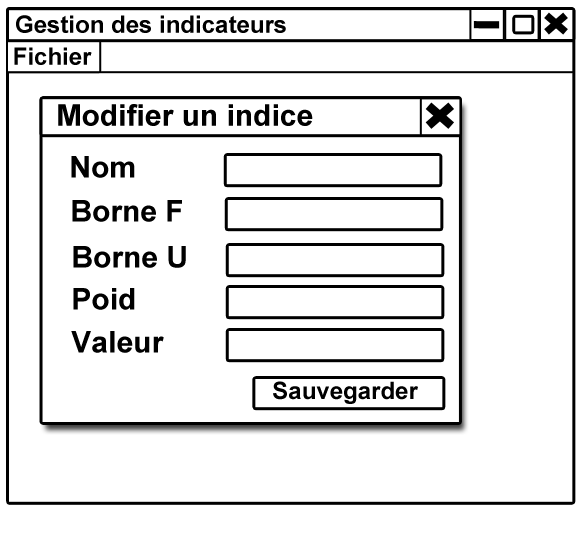 Gestion des indicateurs
Fichier
Modifier un indice
Nom
Borne F
Borne U
Poid
Valeur
Sauvegarder